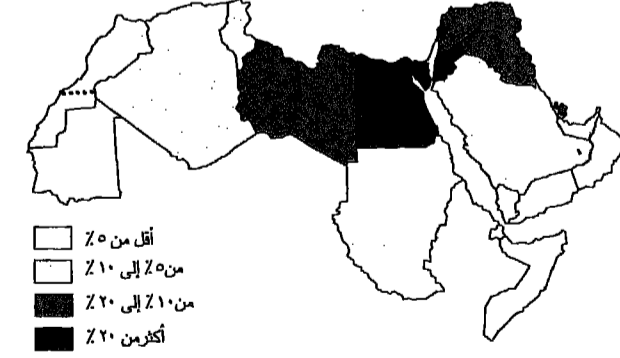 أقل من ٥ ٪
من٥ ٪ إلى ١٠ ٪
من١٠ ٪ إلى ٢٠ ٪
أكثرمن ٢٠ ٪